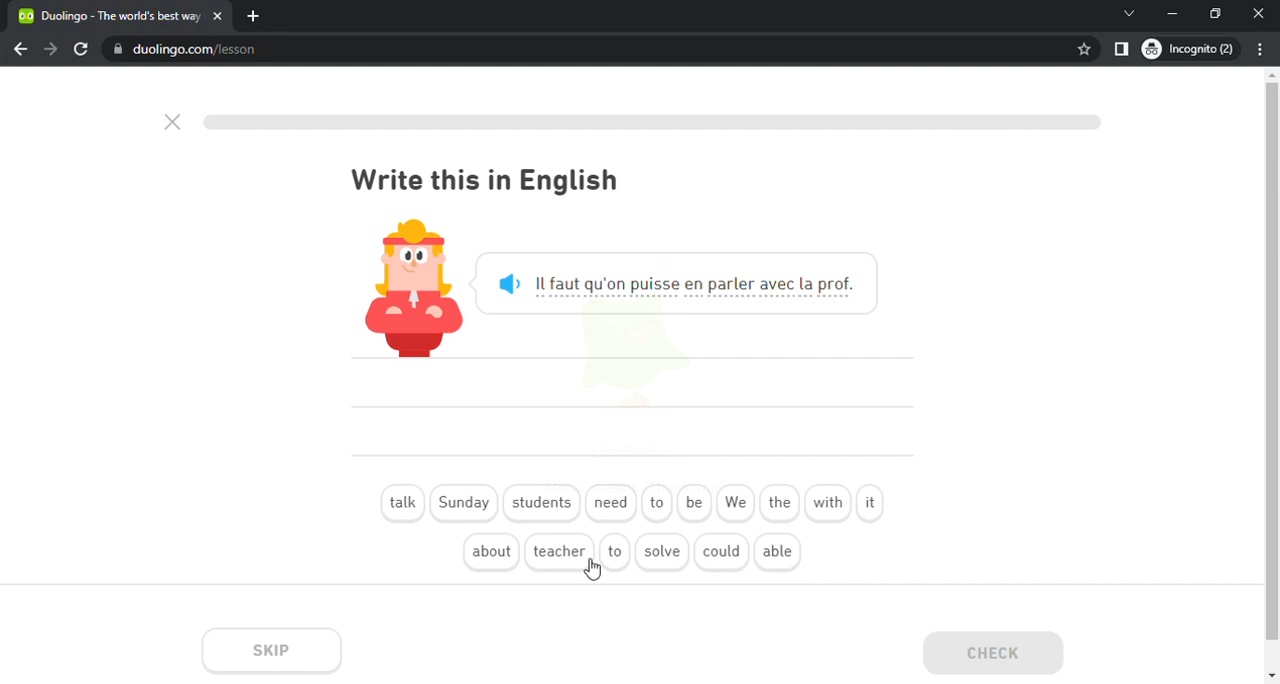 Duolingo - The world's best way
duolingo.com/lesson
Incognito (2)
Write this in English
Il faut qu'on puisse en parler avec la prof.
talk Sunday students need to be We the with it
about teacher to solve could able
SKIP CHECK